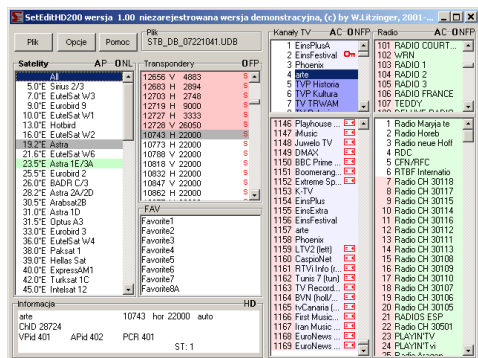 SetEditHD200 wersja 1.00 niezarejestrowana wersja demonstracyjna, (c) by W.Litzinger, 2001-...
Plik
Opcje
Pomoc
Plik
STB_DB_07221041.UDB
Satelity AP ONL
All
5.0°E Sirius 2/3
7.0°E EutelSat W3
9.0°E Eurobird 9
10.0°E EutelSat W1
13.0°E Hotbird
16.0°E EutelSat W2
19.2°E Astra
21.6°E EutelSat W6
23.5°E Astra 1E/3A
25.5°E Eurobird 2
26.0°E BADR C/3
28.2°E Astra 2A/2D
30.5°E Arabsat2B
31.0°E Astra 1D
31.5°E Optus A3
33.0°E Eurobird 3
36.0°E EutelSat W4
38.0°E Paksat 1
39.0°E Hellas Sat
40.0°E ExpressAM1
42.0°E Turksat 1C
45.0°E Intelsat 12
Transpondery OFP
12656 V 4883 S
12683 H 2894 S
12703 H 2748 S
12719 H 9000 S
12727 H 3333 S
12728 V 26050 S
10743 H 22000 S
10773 H 22000 S
10788 V 22000 S
10818 V 22000 S
10832 H 22000 S
10847 V 22000 S
10862 H 22000 S
FAV
Favorite1
Favorite2
Favorite3
Favorite4
Favorite5
Favorite6
Favorite7
Favorite8A
Informacja HD
arte 10743 hor 22000 auto
ChID 28724
VPid 401 APid 402 PCR 401
ST: 1
Kanały TV AC OFNP
1 EinsPlusA
2 EinsFestival
3 Phoenix
4 arte
5 TVP Historia
6 TVP Kultura
7 TV TRWAM
1146 Playhouse ...
1147 iMusic
1148 Juwelo TV
1149 DMAX
1150 BBC Prime ...
1151 Boomerang...
1152 Extreme Sp...
1153 K-TV
1154 EinsPlus
1155 EinsExtra
1156 EinsFestival
1157 arte
1158 Phoenix
1159 LTV2 (lett)
1160 CaspioNet
1161 RTVi Info (r...
1162 Tunis 7 (tun)
1163 TV Record...
1164 BVN (holl/...
1165 tvCanaria (...
1166 First Music...
1167 Iran Music ...
1168 EuroNews ...
1169 EuroNews ...
Radio AC OFNP
101 RADIO COURT...
102 WRN
103 RADIO 1
104 RADIO 2
105 RADIO 3
106 RADIO FRANCE
107 TEDDY
1 Radio Maryja te
2 Radio Horeb
3 Radio neue Hoff
4 RDC
5 CFN/RFC
6 RTBF Internatio
7 Radio CH 30118
8 Radio CH 30117
9 Radio CH 30115
10 Radio CH 30114
11 Radio CH 30116
12 Radio CH 30111
13 Radio CH 30112
14 Radio CH 30113
15 Radio CH 30108
16 Radio CH 30109
17 Radio CH 30110
18 Radio CH 30107
19 Radio CH 30106
20 Radio CH 30105
21 RADIOS ESP
22 Radio CH 30501
23 PLAYIN'TV
24 PLAYIN'Tvi
25 Radio Aragon